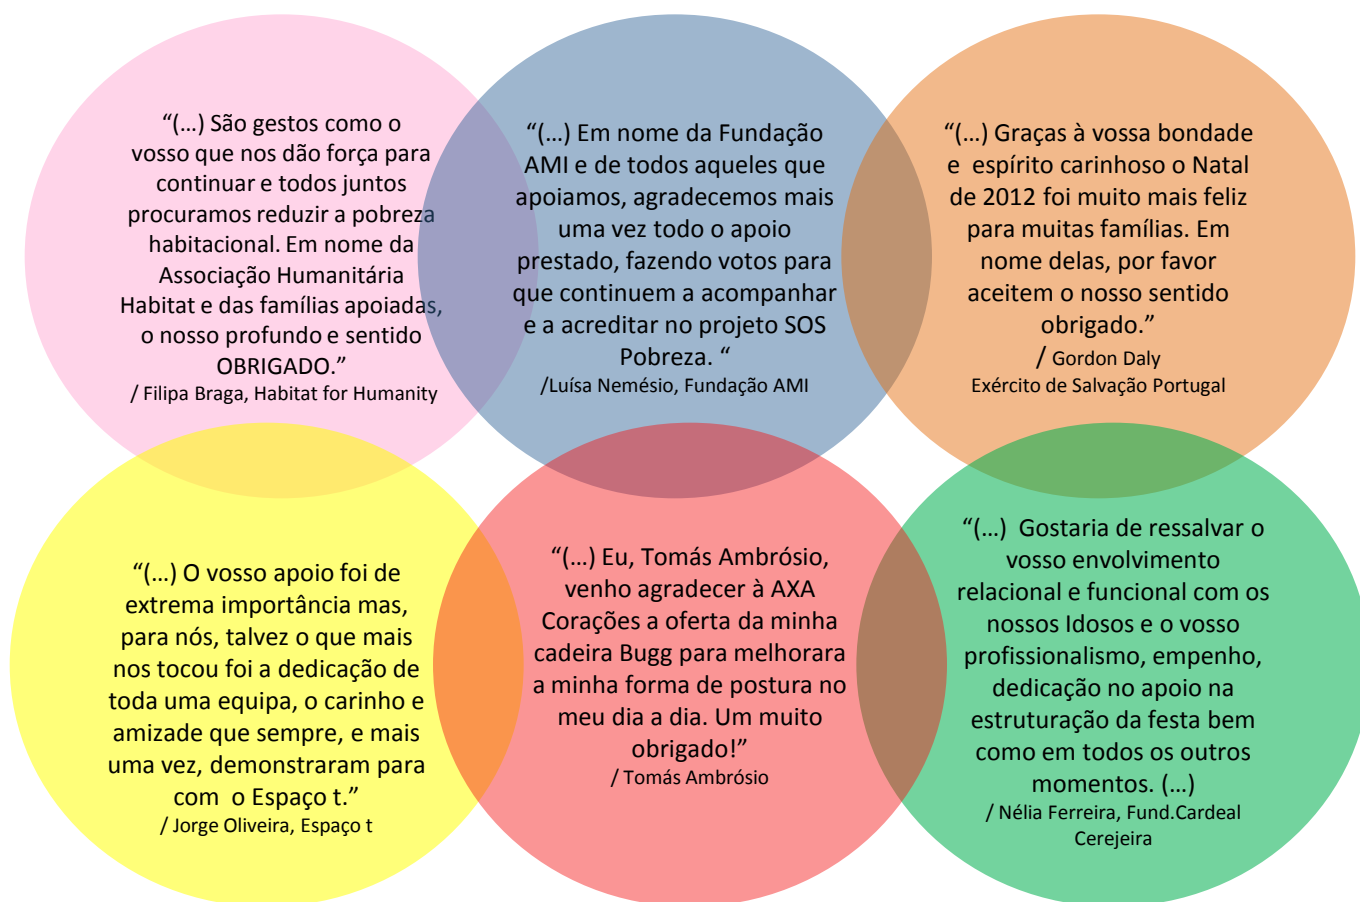 “(…) São gestos como o
vosso que nos dão força para
continuar e todos juntos
procuramos reduzir a pobreza
habitacional. Em nome da
Associação Humanitária
Habitat e das famílias apoiadas,
o nosso profundo e sentido
OBRIGADO.”
/ Filipa Braga, Habitat for Humanity
“(…) Em nome da Fundação
AMI e de todos aqueles que
apoiamos, agradecemos mais
uma vez todo o apoio
prestado, fazendo votos para
que continuem a acompanhar
e a acreditar no projeto SOS
Pobreza. “
/Luísa Nemésio, Fundação AMI
“(…) Graças à vossa bondade
e espírito carinhoso o Natal
de 2012 foi muito mais feliz
para muitas famílias. Em
nome delas, por favor
aceitem o nosso sentido
obrigado.”
/ Gordon Daly
Exército de Salvação Portugal
“(…) O vosso apoio foi de
extrema importância mas,
para nós, talvez o que mais
nos tocou foi a dedicação de
toda uma equipa, o carinho e
amizade que sempre, e mais
uma vez, demonstraram para
com o Espaço t.”
/ Jorge Oliveira, Espaço t
“(…) Eu, Tomás Ambrósio,
venho agradecer à AXA
Corações a oferta da minha
cadeira Bugg para melhorara
a minha forma de postura no
meu dia a dia. Um muito
obrigado!”
/ Tomás Ambrósio
“(…) Gostaria de ressalvar o
vosso envolvimento
relacional e funcional com os
nossos Idosos e o vosso
profissionalismo, empenho,
dedicação no apoio na
estruturação da festa bem
como em todos os outros
momentos. (…)
/ Nélia Ferreira, Fund.Cardeal
Cerejeira